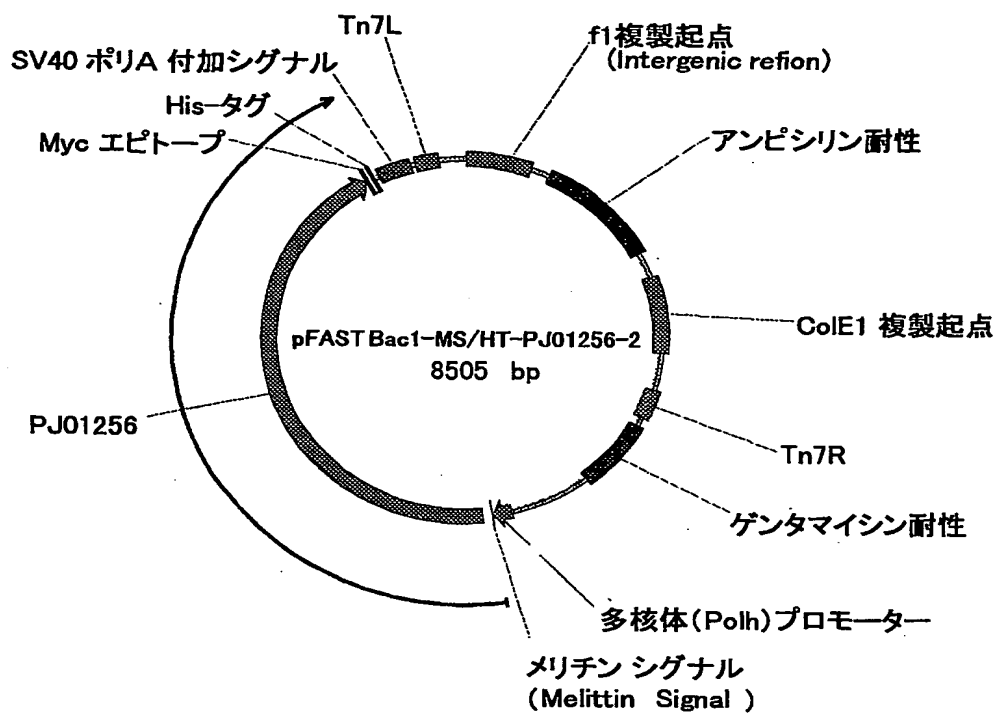 Tn7L
f1複製起点
(Intergenic refion)
SV40 ポリA 付加シグナル
His-タグ
Myc エピトープ
アンピシリン耐性
pFAST Bac1-MS/HT-PJ01256-2
8505 bp
ColE1 複製起点
PJ01256
Tn7R
ゲンタマイシン耐性
多核体(Polh)プロモーター
メリチン シグナル
(Melittin Signal )